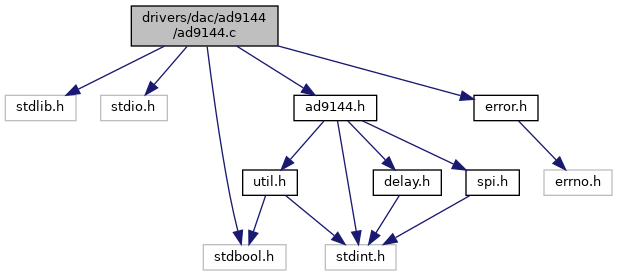 drivers/dac/ad9144
/ad9144.c
stdlib.h
stdio.h
ad9144.h
error.h
util.h
delay.h
spi.h
errno.h
stdbool.h
stdint.h